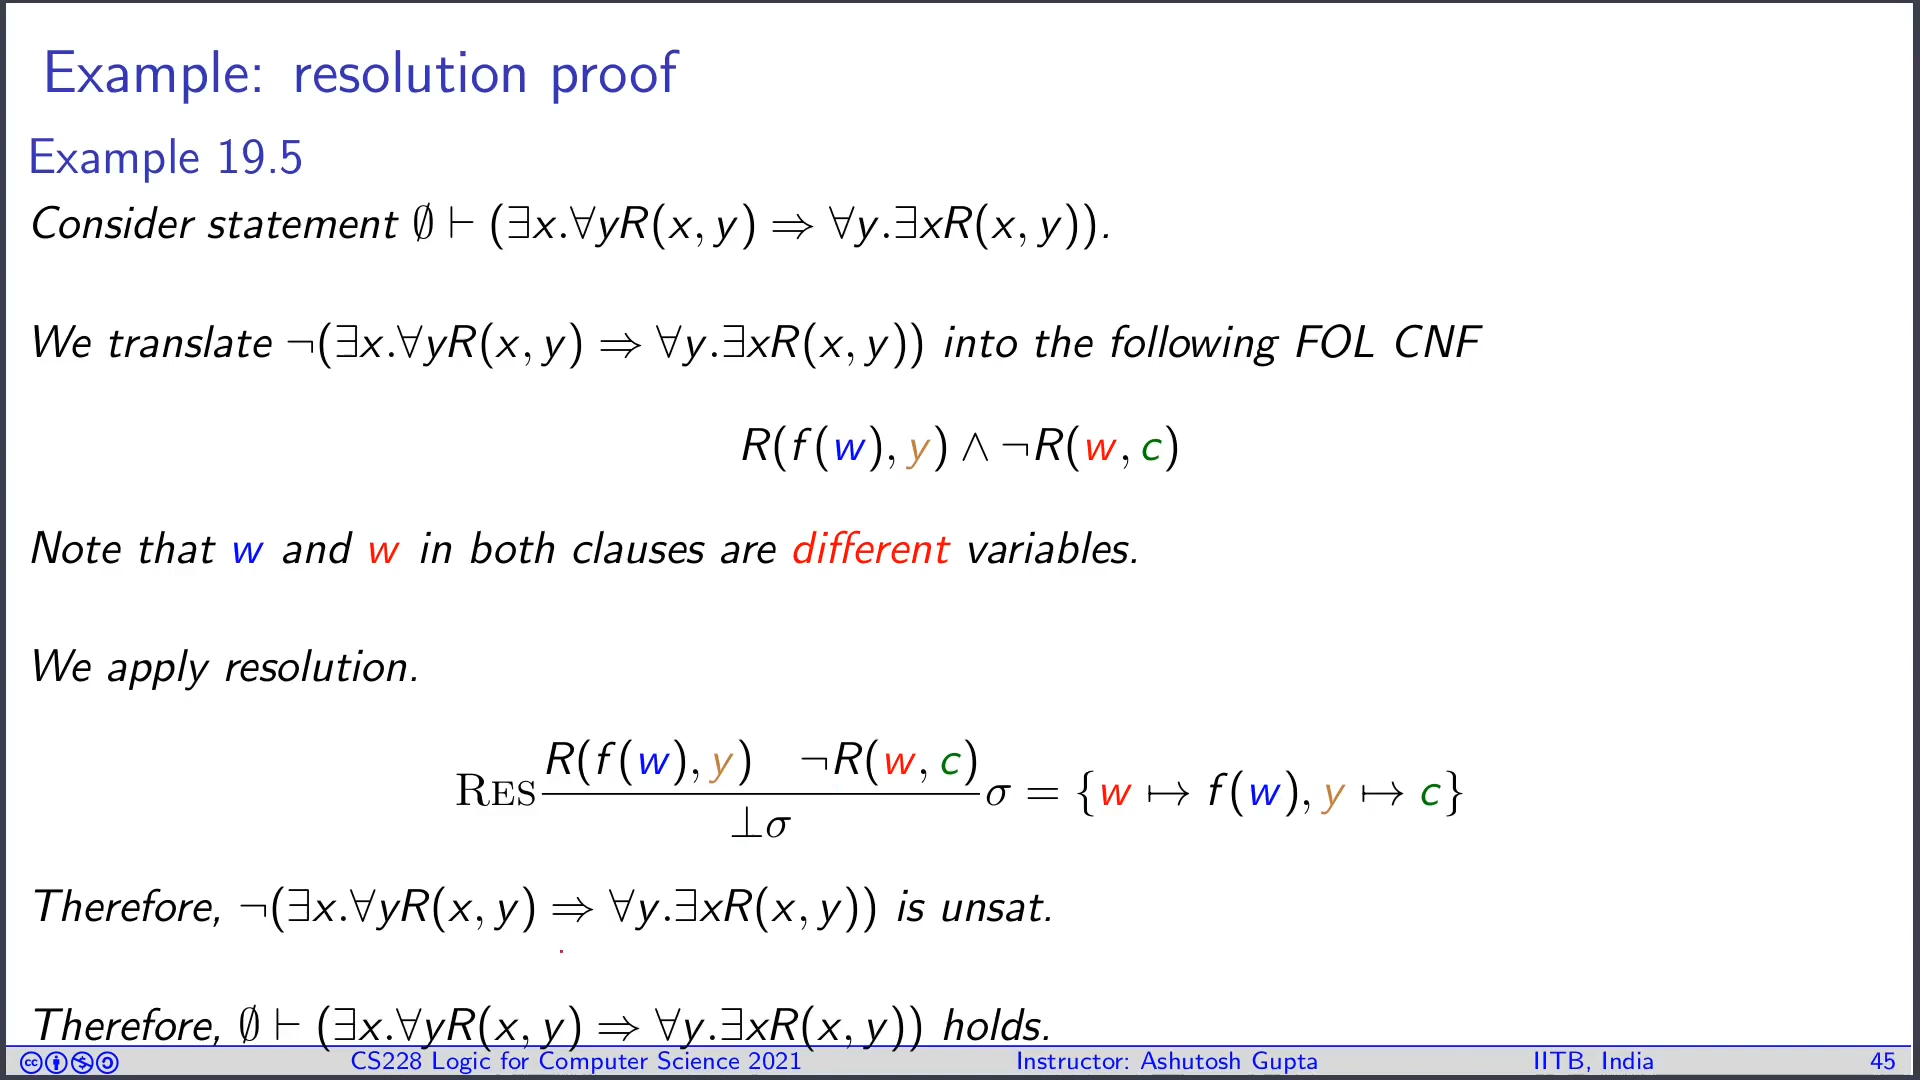 Example: resolution proof
Example 19.5
Consider statement ∅ ⊢ (∃x.∀yR(x, y) ⇒ ∀y.∃xR(x, y)).
We translate ¬(∃x.∀yR(x, y) ⇒ ∀y.∃xR(x, y)) into the following FOL CNF
R(f(w), y) ∧ ¬R(w, c)
Note that w and w in both clauses are different variables.
We apply resolution.
R(f(w), y) ¬R(w, c)
RES σ = {w ↦ f(w), y ↦ c}
⊥σ
Therefore, ¬(∃x.∀yR(x, y) ⇒ ∀y.∃xR(x, y)) is unsat.
Therefore, ∅ ⊢ (∃x.∀yR(x, y) ⇒ ∀y.∃xR(x, y)) holds.
CS228 Logic for Computer Science 2021 Instructor: Ashutosh Gupta IITB, India 45